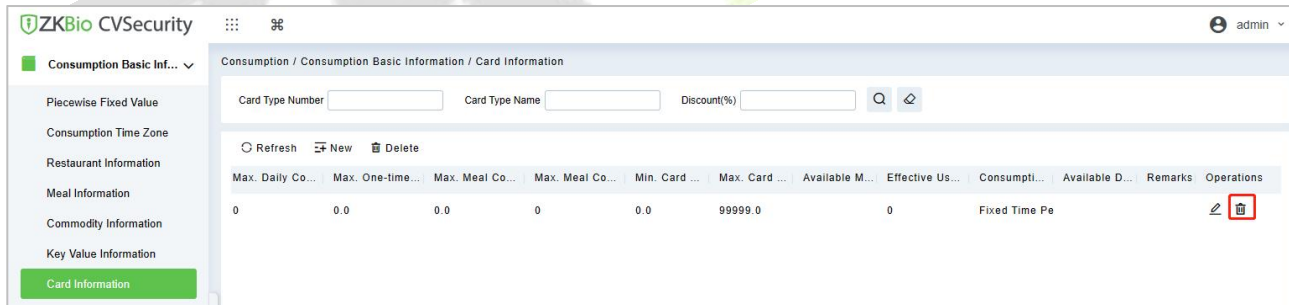 ZKBio CVSecurity
admin
Consumption Basic Inf...
Consumption / Consumption Basic Information / Card Information
Piecewise Fixed Value
Consumption Time Zone
Restaurant Information
Meal Information
Commodity Information
Key Value Information
Card Information
Card Type Number Card Type Name Discount(%)
Refresh New Delete
Max. Daily Co... Max. One-time... Max. Meal Co... Max. Meal Co... Min. Card ... Max. Card ... Available M... Effective Us... Consumpti... Available D... Remarks Operations
0 0.0 0.0 0 0.0 99999.0 0 Fixed Time Pe